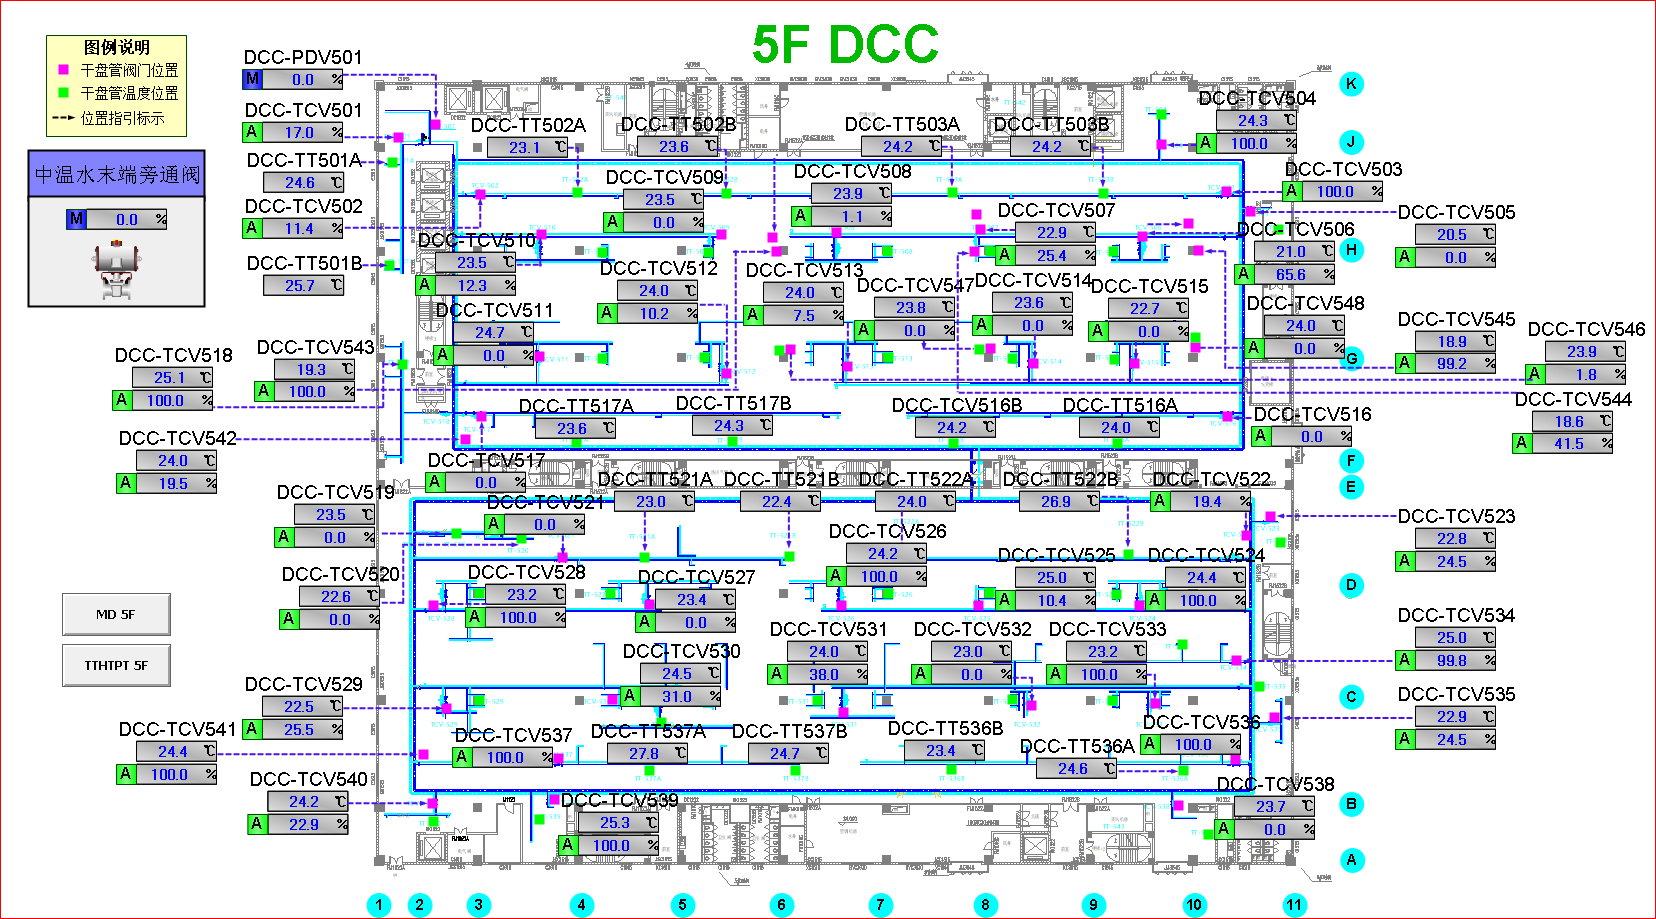 5F DCC
图例说明
干盘管阀门位置
干盘管温度位置
位置指引标示
中温水末端旁通阀
M 0.0 %
MD 5F
TTHTPT 5F
DCC-PDV501
M 0.0 %
DCC-TCV501
A 17.0 %
DCC-TT501A
24.6 ℃
DCC-TCV502
A 11.4 %
DCC-TT501B
25.7 ℃
DCC-TT502A
23.1 ℃
DCC-TT502B
23.6 ℃
DCC-TT503A
24.2 ℃
DCC-TT503B
24.2 ℃
DCC-TCV504
24.3 ℃
A 100.0 %
DCC-TCV503
A 100.0 %
DCC-TCV505
20.5 ℃
A 0.0 %
DCC-TCV509
23.5 ℃
A 0.0 %
DCC-TCV508
23.9 ℃
A 1.1 %
DCC-TCV507
22.9 ℃
A 25.4 %
DCC-TCV506
21.0 ℃
A 65.6 %
DCC-TCV510
23.5 ℃
A 12.3 %
DCC-TCV512
24.0 ℃
A 10.2 %
DCC-TCV513
24.0 ℃
A 7.5 %
DCC-TCV547
23.8 ℃
A 0.0 %
DCC-TCV514
23.6 ℃
A 0.0 %
DCC-TCV515
22.7 ℃
A 0.0 %
DCC-TCV548
24.0 ℃
A 0.0 %
DCC-TCV511
24.7 ℃
A 0.0 %
DCC-TCV545
18.9 ℃
A 99.2 %
DCC-TCV546
23.9 ℃
A 1.8 %
DCC-TCV544
18.6 ℃
A 41.5 %
DCC-TCV518
25.1 ℃
A 100.0 %
DCC-TCV543
19.3 ℃
A 100.0 %
DCC-TCV542
24.0 ℃
A 19.5 %
DCC-TT517A
23.6 ℃
DCC-TT517B
24.3 ℃
DCC-TCV516B
24.2 ℃
DCC-TT516A
24.0 ℃
DCC-TCV516
A 0.0 %
DCC-TCV517
A 0.0 %
DCC-TCV519
23.5 ℃
A 0.0 %
DCC-TCV521
A 0.0 %
DCC-TT521A
23.0 ℃
DCC-TT521B
22.4 ℃
DCC-TT522A
24.0 ℃
DCC-TT522B
26.9 ℃
DCC-TCV522
A 19.4 %
DCC-TCV523
22.8 ℃
A 24.5 %
DCC-TCV520
22.6 ℃
A 0.0 %
DCC-TCV528
23.2 ℃
A 100.0 %
DCC-TCV527
23.4 ℃
A 0.0 %
DCC-TCV526
24.2 ℃
A 100.0 %
DCC-TCV525
25.0 ℃
A 10.4 %
DCC-TCV524
24.4 ℃
A 100.0 %
DCC-TCV534
25.0 ℃
A 99.8 %
DCC-TCV530
24.5 ℃
A 31.0 %
DCC-TCV531
24.0 ℃
A 38.0 %
DCC-TCV532
23.0 ℃
A 0.0 %
DCC-TCV533
23.2 ℃
A 100.0 %
DCC-TCV529
22.5 ℃
A 25.5 %
DCC-TCV535
22.9 ℃
A 24.5 %
DCC-TCV541
24.4 ℃
A 100.0 %
DCC-TCV537
A 100.0 %
DCC-TT537A
27.8 ℃
DCC-TT537B
24.7 ℃
DCC-TT536B
23.4 ℃
DCC-TT536A
24.6 ℃
DCC-TCV536
A 100.0 %
DCC-TCV540
24.2 ℃
A 22.9 %
DCC-TCV539
25.3 ℃
A 100.0 %
DCC-TCV538
23.7 ℃
A 0.0 %
K
J
H
G
F
E
D
C
B
A
1 2 3 4 5 6 7 8 9 10 11